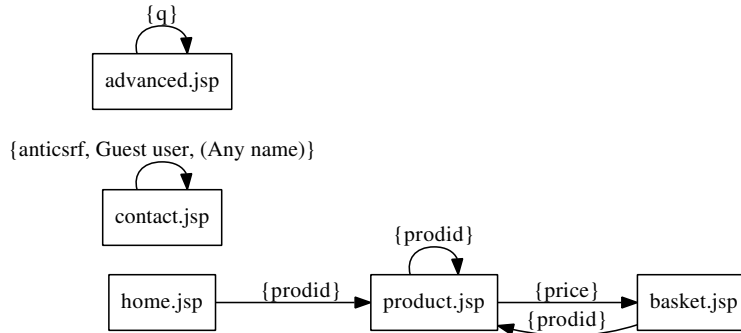 {q}
advanced.jsp
{anticsrf, Guest user, (Any name)}
contact.jsp
{prodid}
home.jsp
{prodid}
product.jsp
{price}
basket.jsp
{prodid}